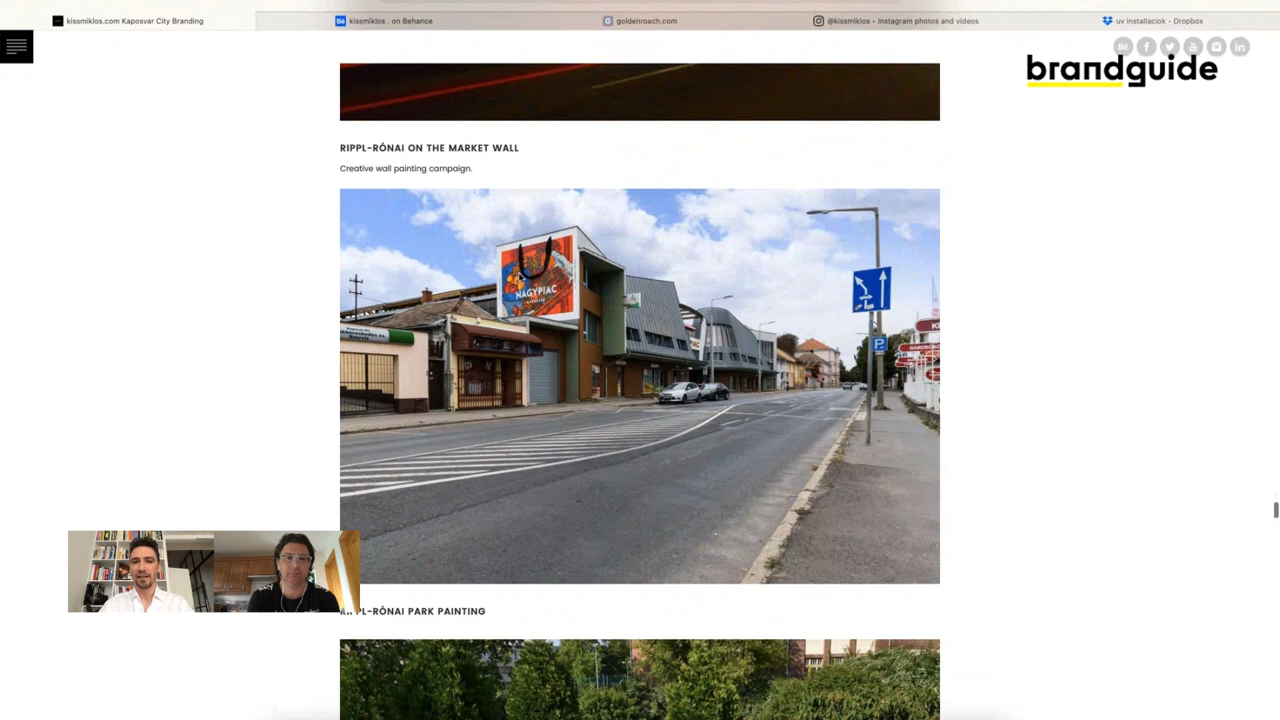 kissmiklos.com Kaposvar City Branding
kissmiklos . on Behance
G goldenroach.com
@kissmiklos • Instagram photos and videos
uv installaciok - Dropbox
brandguide
RIPPL-RÓNAI ON THE MARKET WALL
Creative wall painting campaign.
NAGYPIAC
P
RIPPL-RÓNAI PARK PAINTING